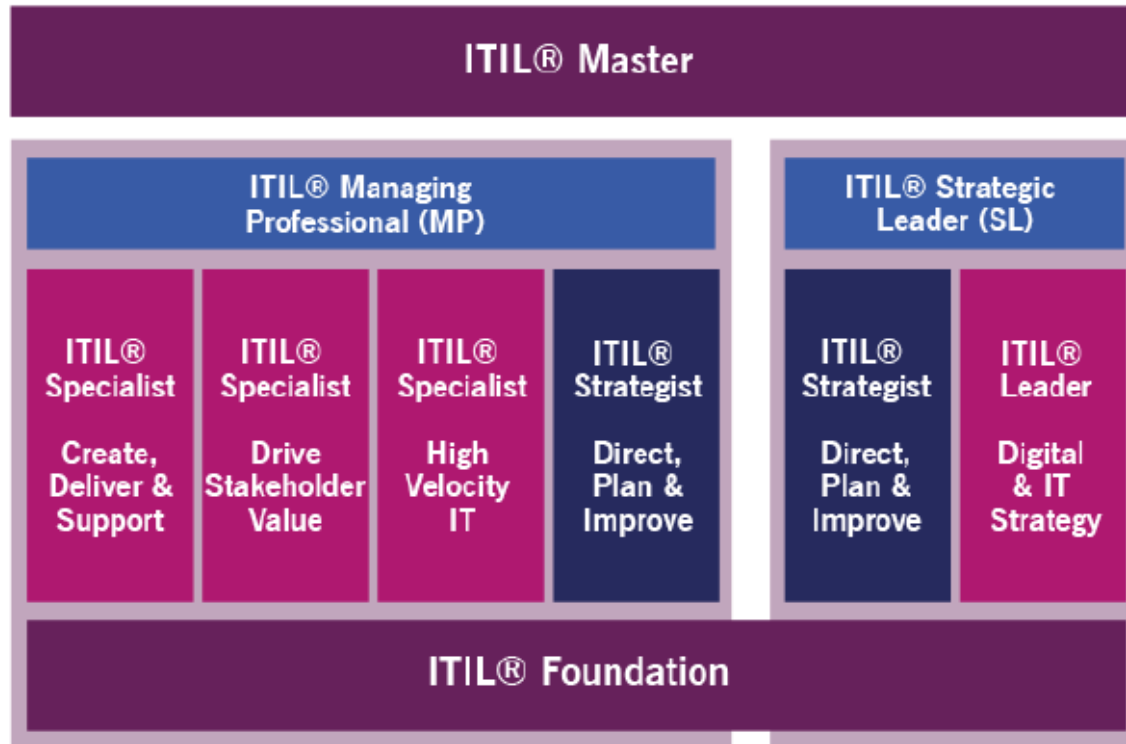 ITIL® Master
ITIL® Managing
Professional (MP)
ITIL® Strategic
Leader (SL)
ITIL®
Specialist
Create,
Deliver &
Support
ITIL®
Specialist
Drive
Stakeholder
Value
ITIL®
Specialist
High
Velocity
IT
ITIL®
Strategist
Direct,
Plan &
Improve
ITIL®
Strategist
Direct,
Plan &
Improve
ITIL®
Leader
Digital
& IT
Strategy
ITIL® Foundation